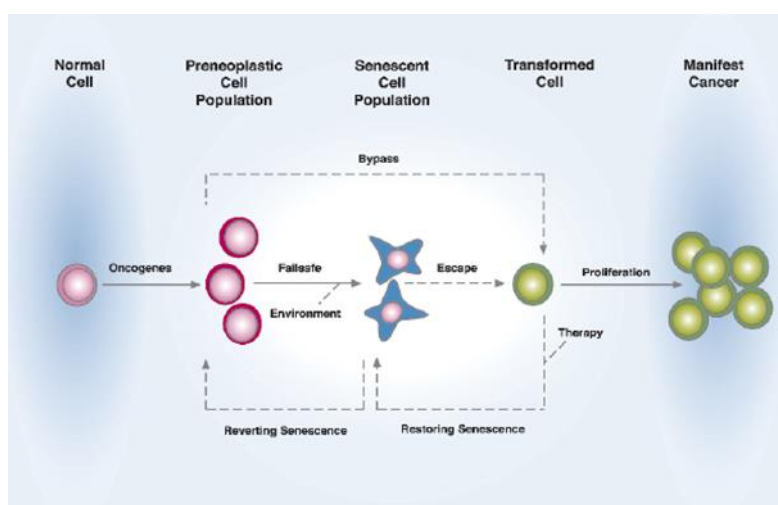 Normal
Cell
Preneoplastic
Cell
Population
Senescent
Cell
Population
Transformed
Cell
Manifest
Cancer
Bypass
Oncogenes
Failsafe
Escape
Proliferation
Environment
Therapy
Reverting Senescence
Restoring Senescence